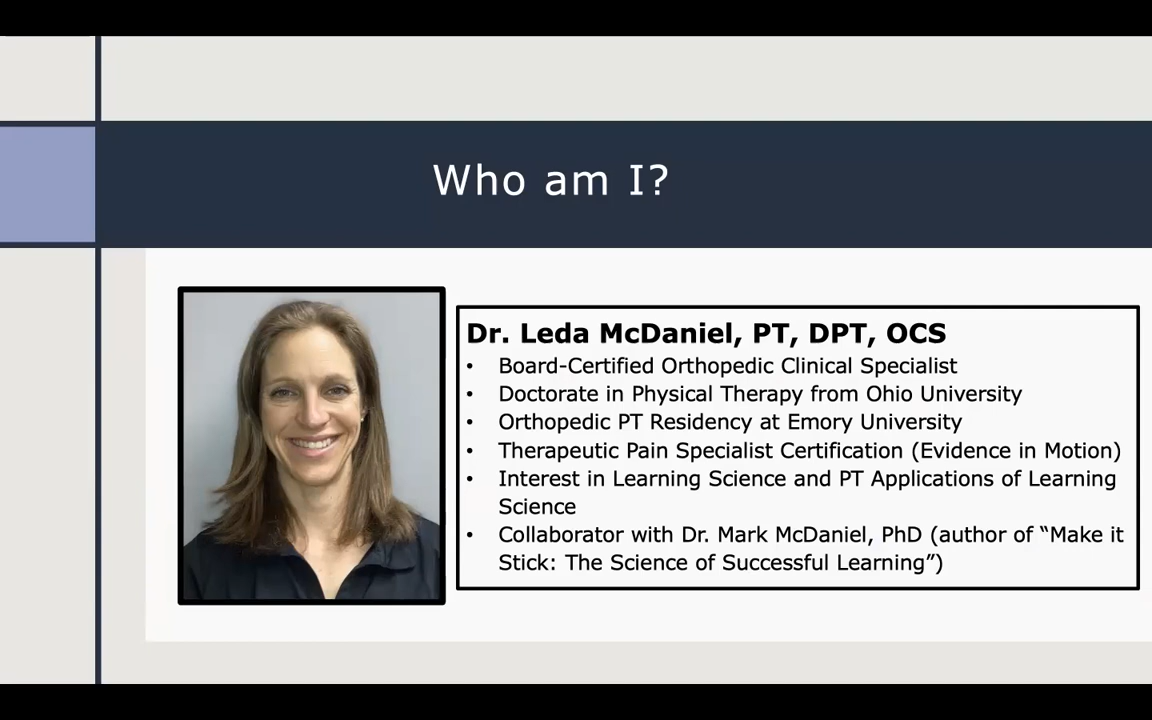 Who am I?
Dr. Leda McDaniel, PT, DPT, OCS
• Board-Certified Orthopedic Clinical Specialist
• Doctorate in Physical Therapy from Ohio University
• Orthopedic PT Residency at Emory University
• Therapeutic Pain Specialist Certification (Evidence in Motion)
• Interest in Learning Science and PT Applications of Learning
Science
• Collaborator with Dr. Mark McDaniel, PhD (author of “Make it
Stick: The Science of Successful Learning”)